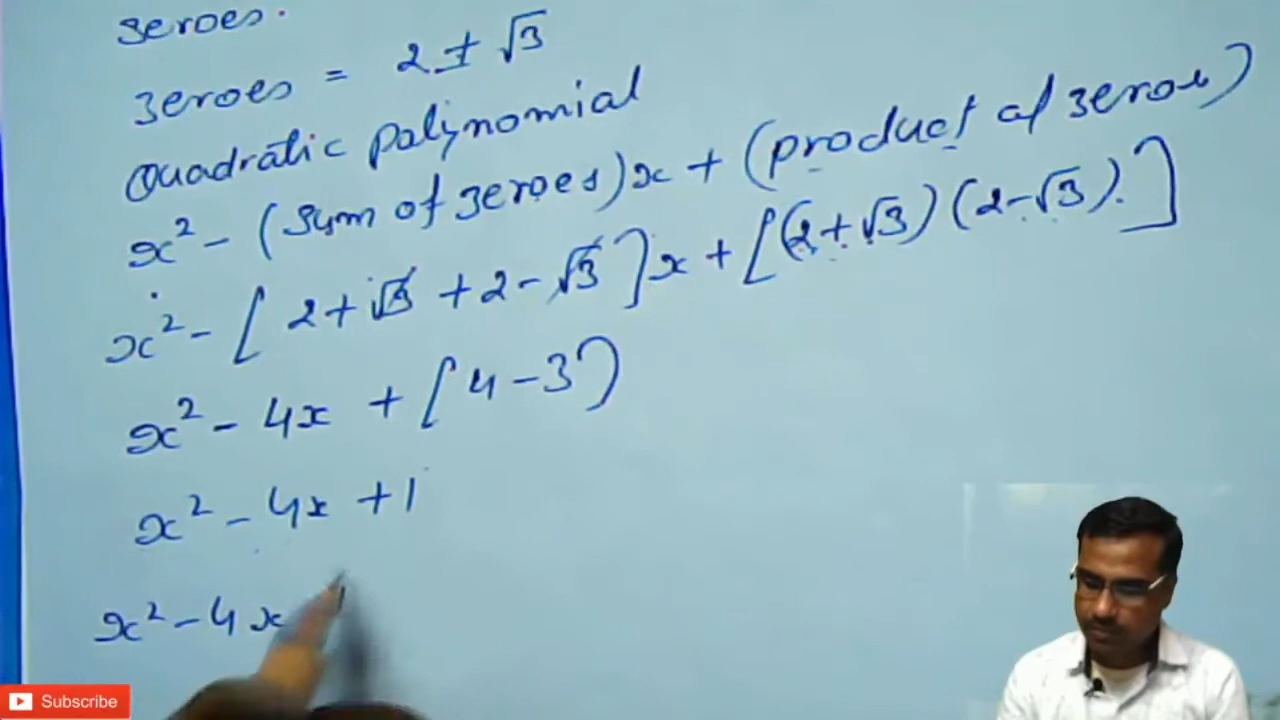 zeroes.
zeroes = 2 ± √3
Quadratic polynomial
x² - (sum of zeroes)x + (product of zeroes)
x² - [2+√3 + 2-√3]x + [(2+√3)(2-√3)]
x² - 4x + [4-3)
x² - 4x + 1
x² - 4x
Subscribe